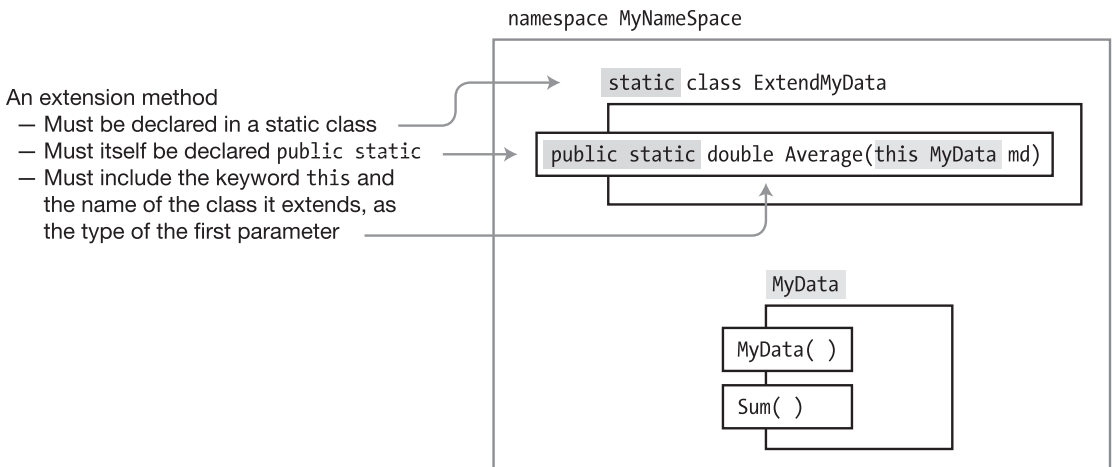 namespace MyNameSpace
An extension method
— Must be declared in a static class
— Must itself be declared public static
— Must include the keyword this and
the name of the class it extends, as
the type of the first parameter
static class ExtendMyData
public static double Average(this MyData md)
MyData
MyData( )
Sum( )